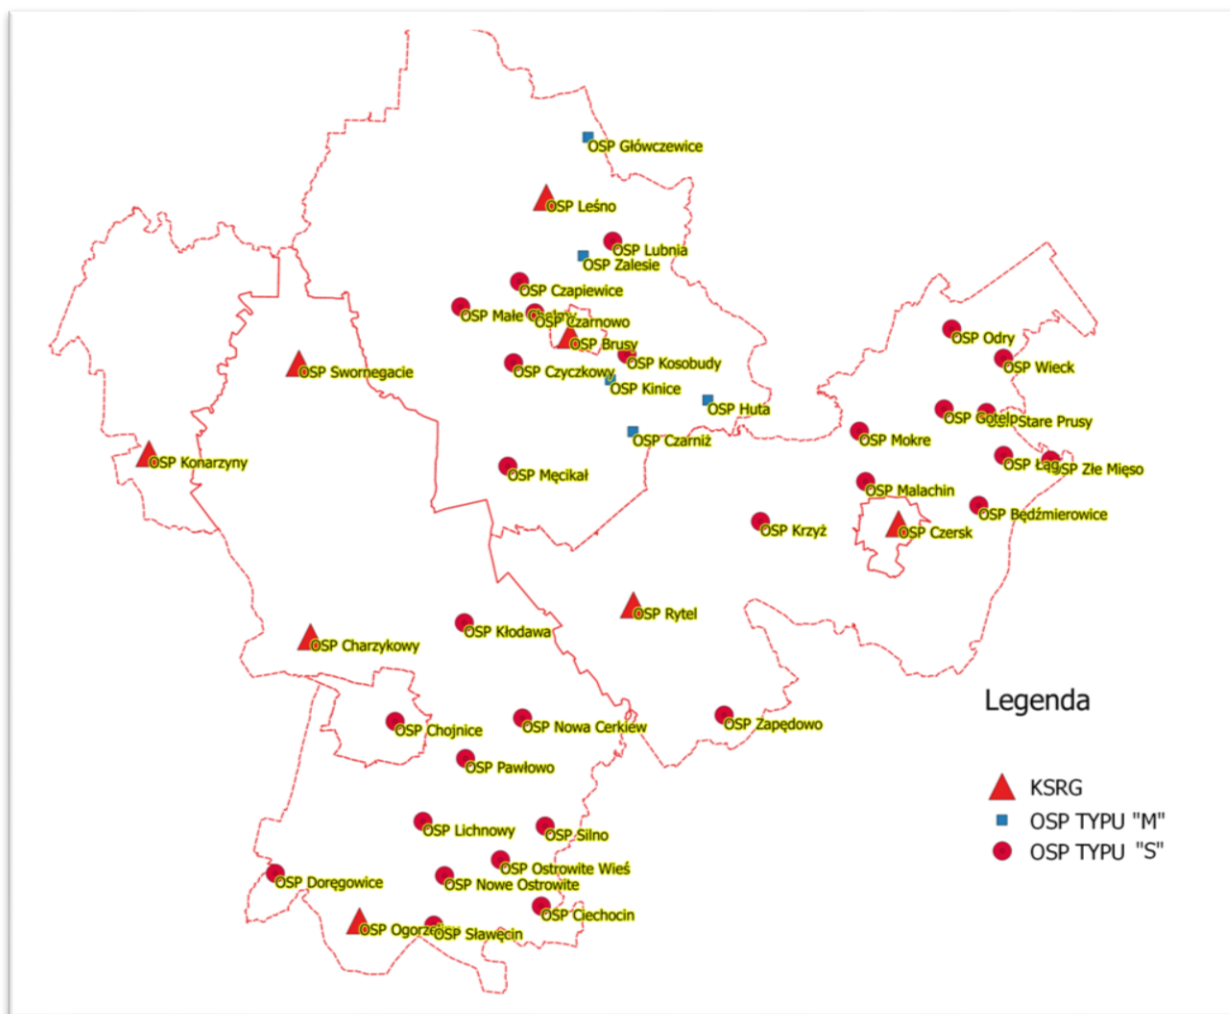 OSP Główczewice
OSP Leśno
OSP Lubnia
OSP Zalesie
OSP Czapiewice
OSP Małe
OSP Czarnowo
OSP Brusy
OSP Kosobudy
OSP Swornegacie
OSP Czyczkowy
OSP Kinice
OSP Huta
OSP Czarniż
OSP Odry
OSP Wieck
OSP Gotelp
Stare Prusy
OSP Mokre
OSP Konarzyny
OSP Męcikał
OSP Łąg
OSP Złe Mięso
OSP Malachin
OSP Będźmierowice
OSP Krzyż
OSP Czersk
OSP Rytel
OSP Kłodawa
OSP Charzykowy
OSP Chojnice
OSP Nowa Cerkiew
OSP Zapędowo
OSP Pawłowo
OSP Lichnowy
OSP Silno
OSP Ostrowite Wieś
OSP Doręgowice
OSP Nowe Ostrowite
OSP Ciechocin
OSP
OSP Sławęcin
Legenda
KSRG
OSP TYPU "M"
OSP TYPU "S"